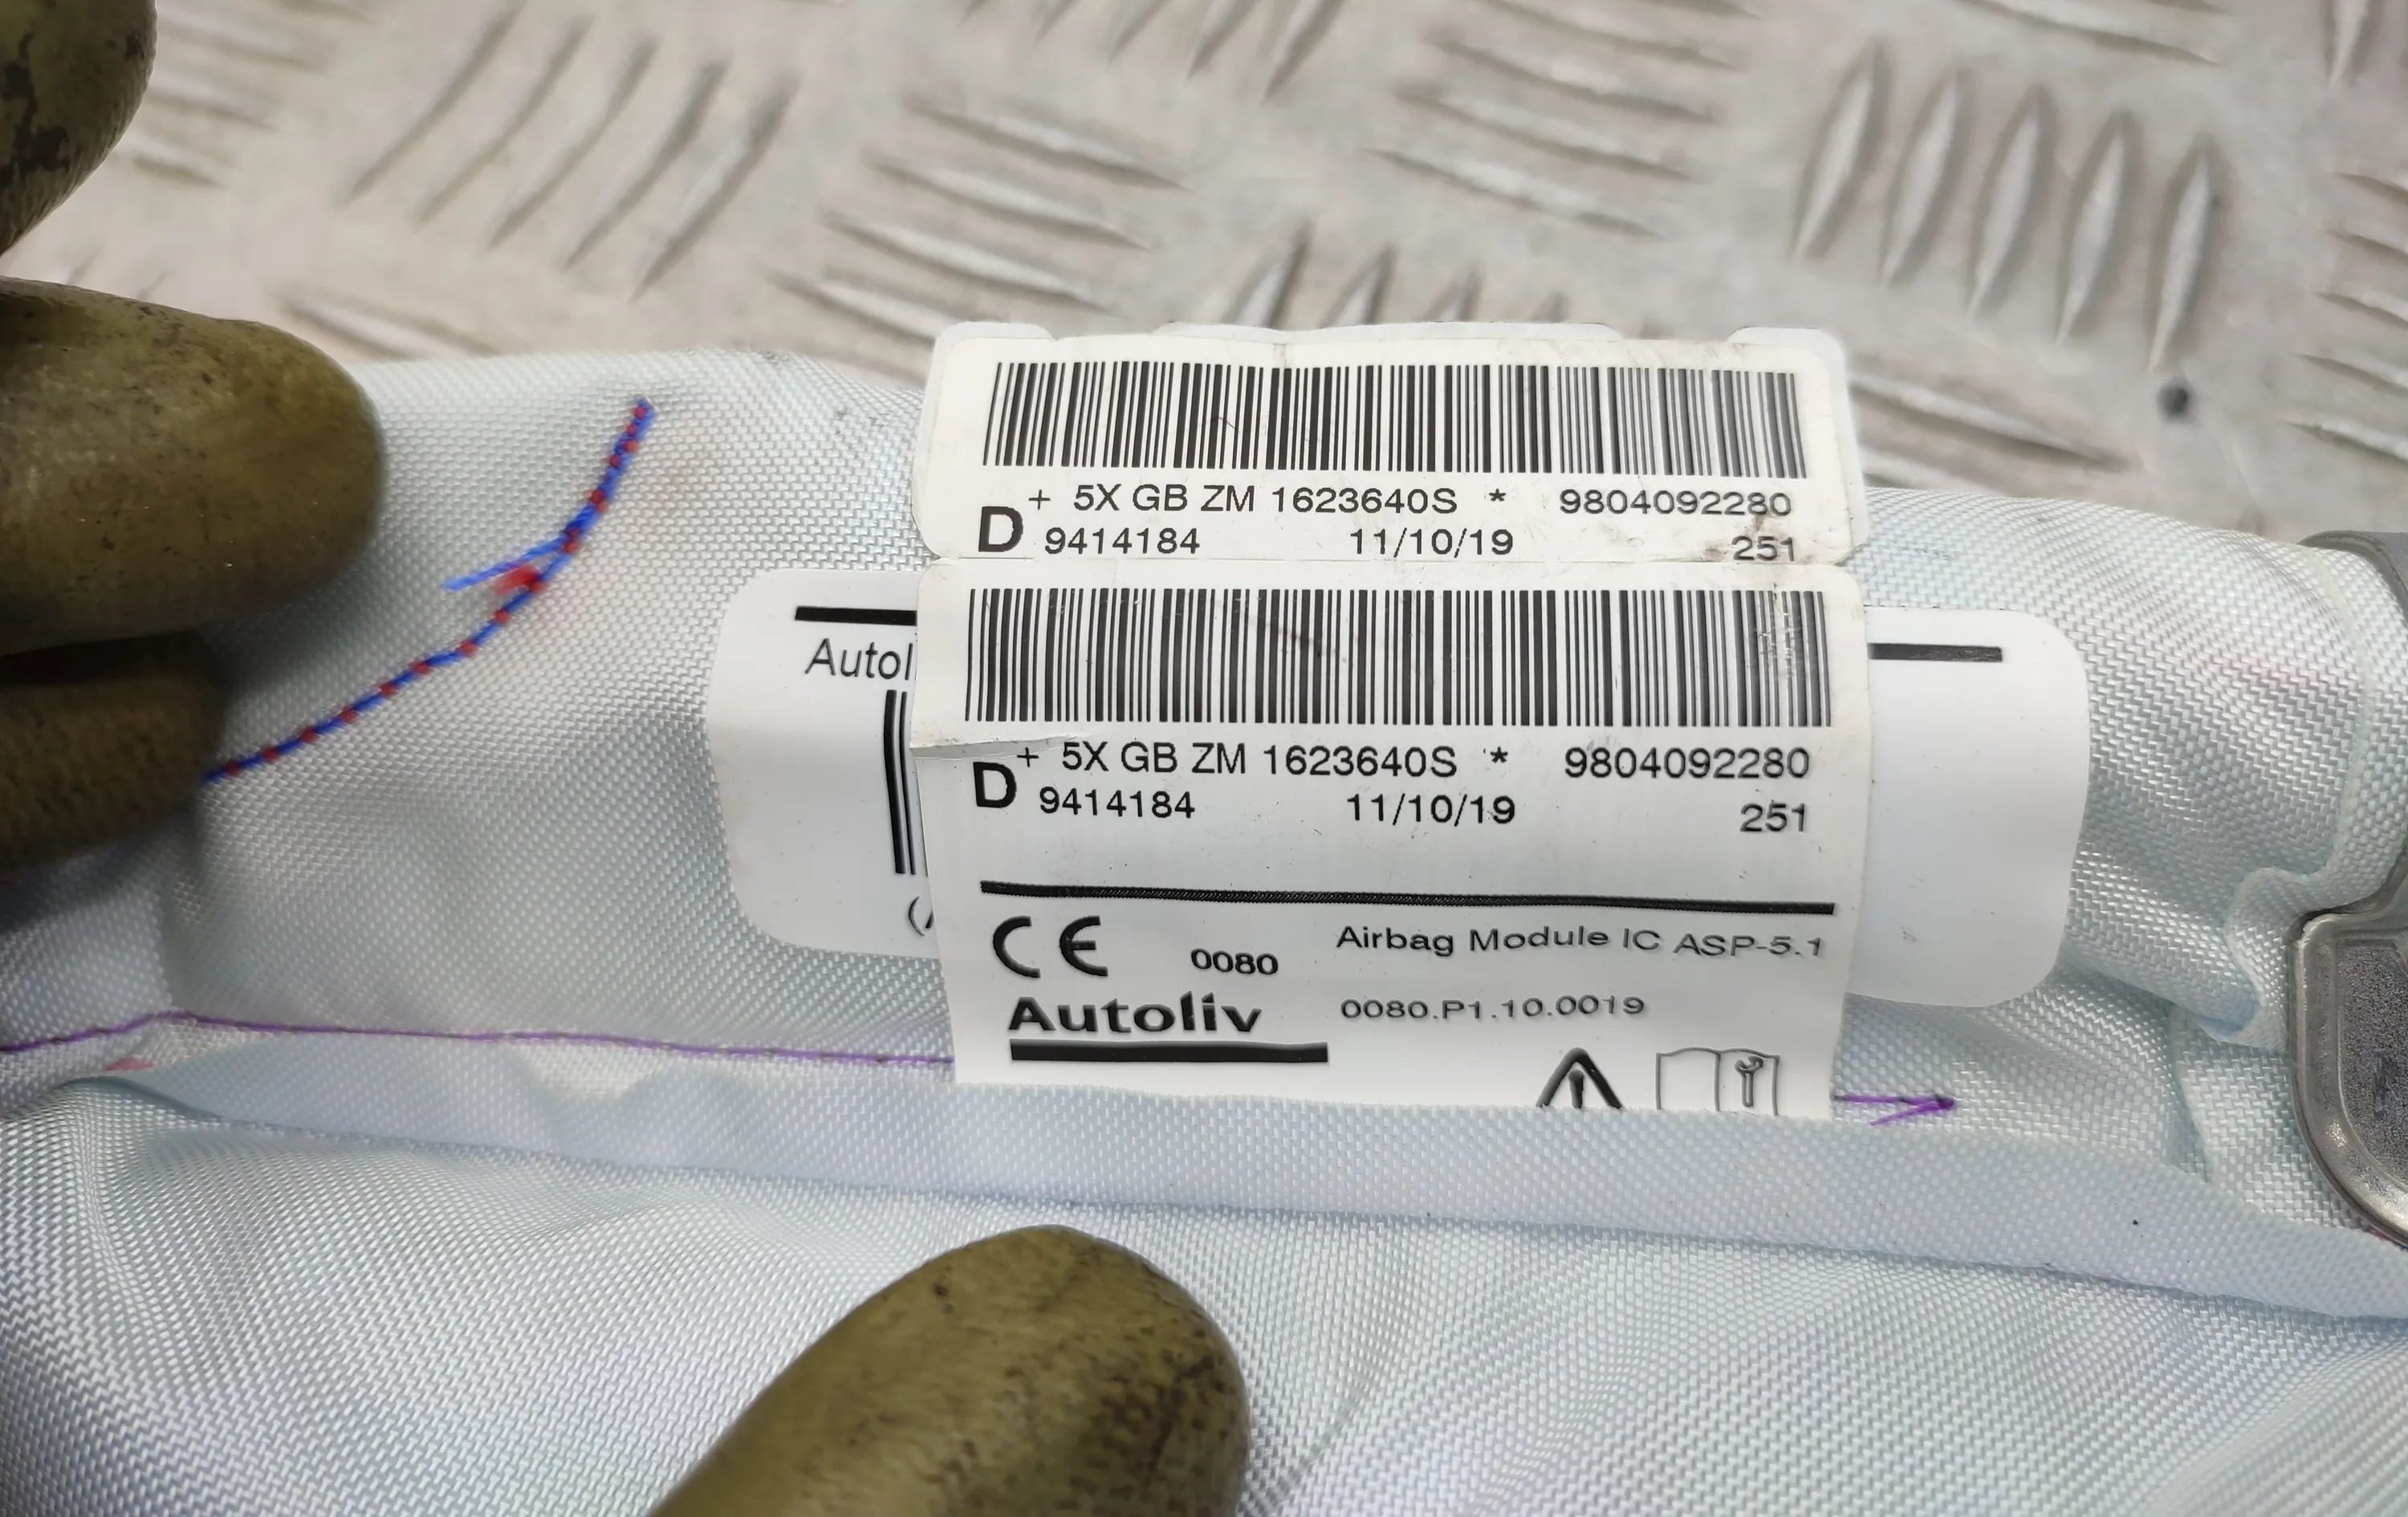 + 5X GB ZM 1623640S * 9804092280
D 9414184 11/10/19 251
Autol
+ 5X GB ZM 1623640S * 9804092280
D 9414184 11/10/19 251
(
CE 0080 Airbag Module IC ASP-5.1
Autoliv 0080.P1.10.0019